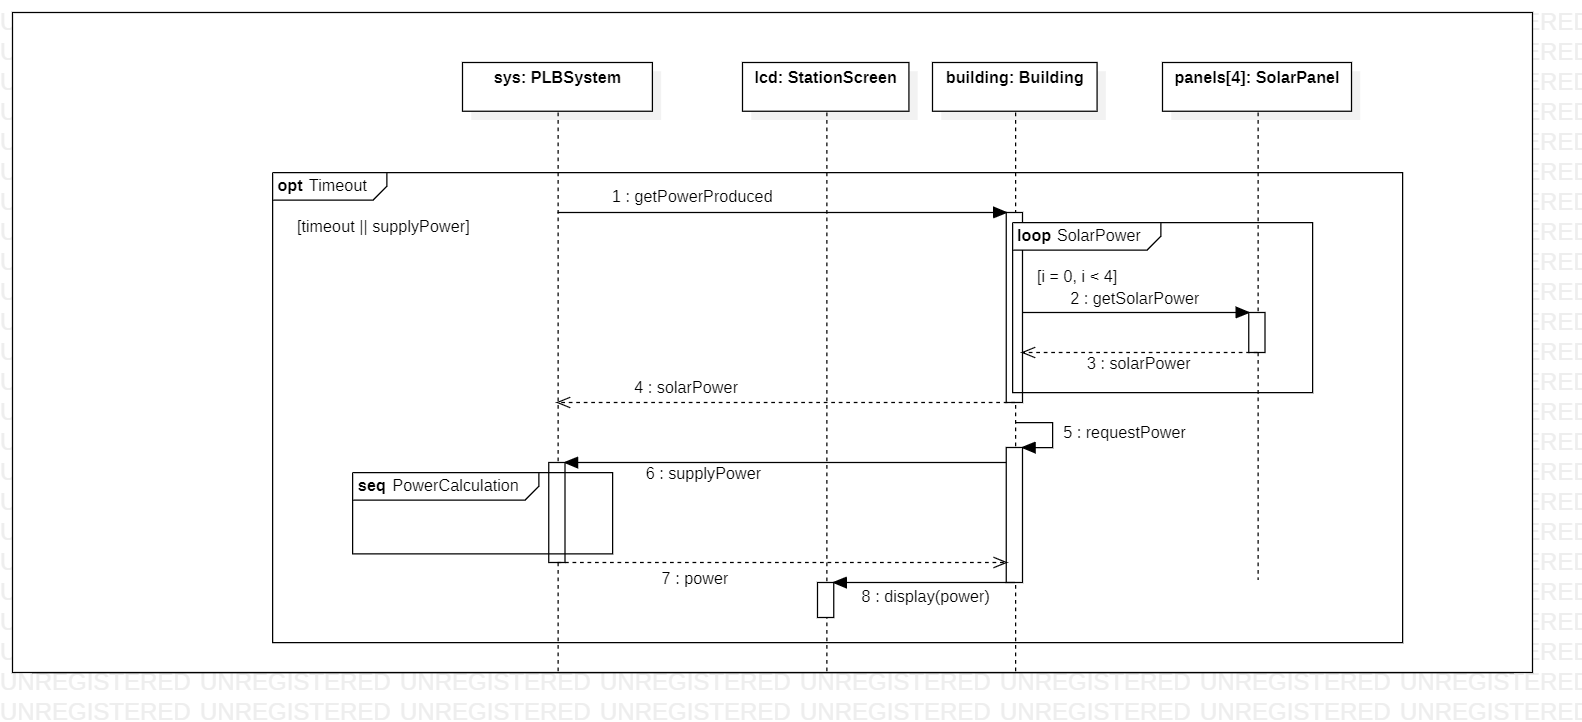 sys: PLBSystem
lcd: StationScreen
building: Building
panels[4]: SolarPanel
opt Timeout
[timeout || supplyPower]
1 : getPowerProduced
loop SolarPower
[i = 0, i < 4]
2 : getSolarPower
3 : solarPower
4 : solarPower
5 : requestPower
6 : supplyPower
seq PowerCalculation
7 : power
8 : display(power)
UNREGISTERED UNREGISTERED UNREGISTERED UNREGISTERED UNREGISTERED UNREGISTERED UNREGISTERED UNREGISTERED
UNREGISTERED UNREGISTERED UNREGISTERED UNREGISTERED UNREGISTERED UNREGISTERED UNREGISTERED UNREGISTERED